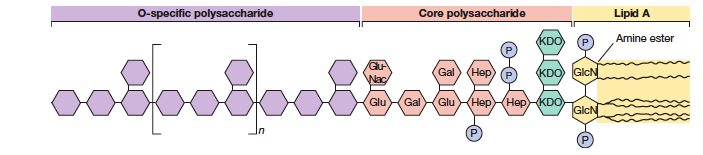 O-specific polysaccharide
Core polysaccharide
Lipid A
Amine ester
KDO
P
P
Glu-
Nac
Gal
Hep
P
KDO
GlcN
Glu
Gal
Glu
Hep
Hep
KDO
GlcN
n
P
P